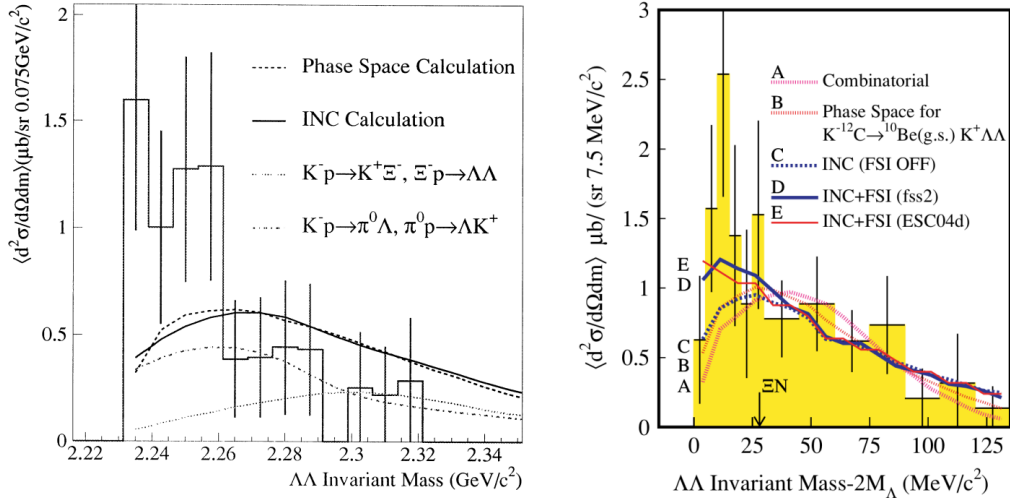 ⟨d²σ/dΩdm⟩(μb/sr 0.075GeV/c²)
2
1.5
1
0.5
0
Phase Space Calculation
INC Calculation
K⁻p→K⁺Ξ⁻, Ξ⁻p→ΛΛ
K⁻p→π⁰Λ, π⁰p→ΛK⁺
2.22 2.24 2.26 2.28 2.3 2.32 2.34
ΛΛ Invariant Mass (GeV/c²)
⟨d²σ/dΩdm⟩ μb/ (sr 7.5 MeV/c²)
3
2.5
2
1.5
1
0.5
0
A Combinatorial
B Phase Space for
K⁻¹²C→¹⁰Be(g.s.) K⁺ΛΛ
C INC (FSI OFF)
D INC+FSI (fss2)
E INC+FSI (ESC04d)
E
D
C
B
A
ΞN
0 25 50 75 100 125
ΛΛ Invariant Mass-2M_Λ (MeV/c²)